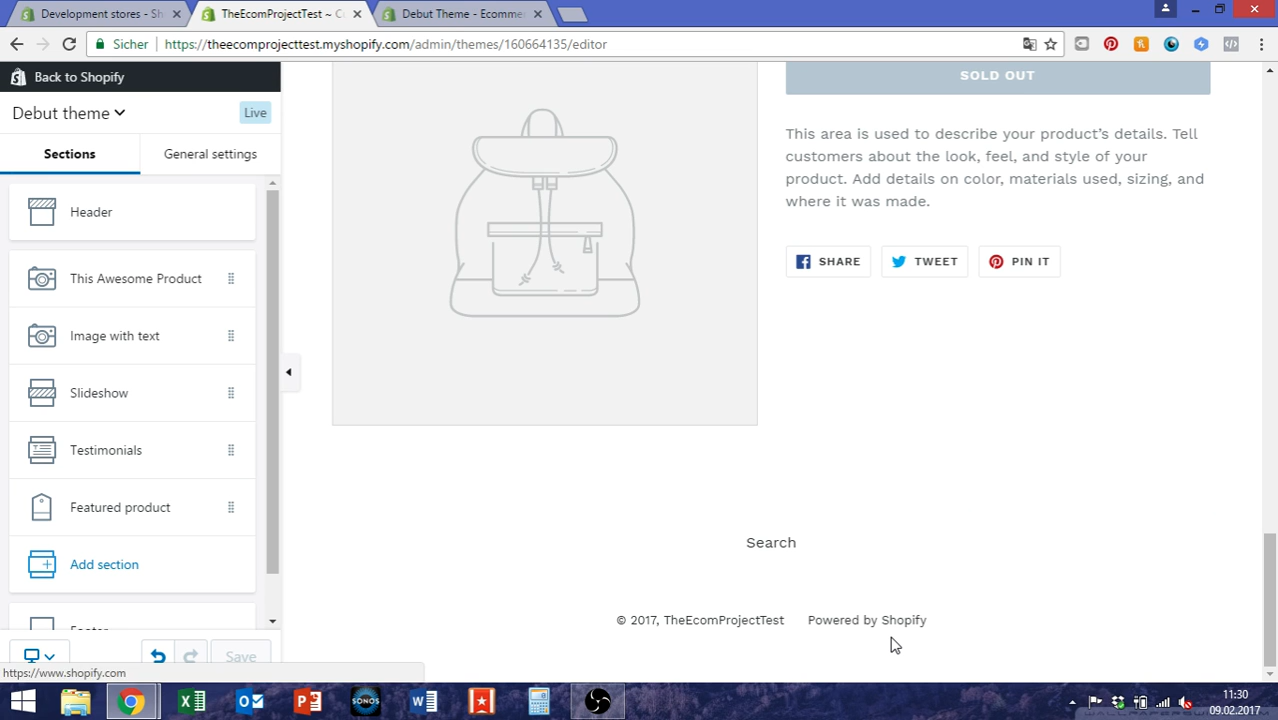 Development stores - Sh
TheEcomProjectTest ~ C
Debut Theme - Ecomme
Sicher
https://theecomprojecttest.myshopify.com/admin/themes/160664135/editor
Back to Shopify
Debut theme
Live
Sections
General settings
Header
This Awesome Product
Image with text
Slideshow
Testimonials
Featured product
Add section
Footer
Save
https://www.shopify.com
SOLD OUT
This area is used to describe your product's details. Tell
customers about the look, feel, and style of your
product. Add details on color, materials used, sizing, and
where it was made.
SHARE
TWEET
PIN IT
Search
© 2017, TheEcomProjectTest
Powered by Shopify
SONOS
11:30
09.02.2017